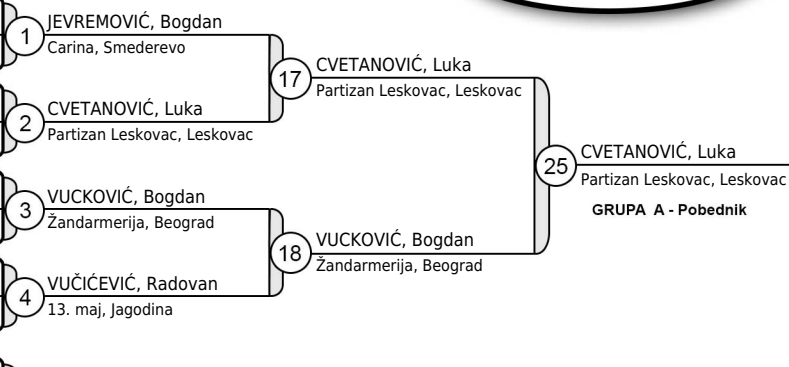 1
JEVREMOVIĆ, Bogdan
Carina, Smederevo
17
CVETANOVIĆ, Luka
Partizan Leskovac, Leskovac
2
CVETANOVIĆ, Luka
Partizan Leskovac, Leskovac
25
CVETANOVIĆ, Luka
Partizan Leskovac, Leskovac
GRUPA A - Pobednik
3
VUCKOVIĆ, Bogdan
Žandarmerija, Beograd
18
VUCKOVIĆ, Bogdan
Žandarmerija, Beograd
4
VUČIĆEVIĆ, Radovan
13. maj, Jagodina